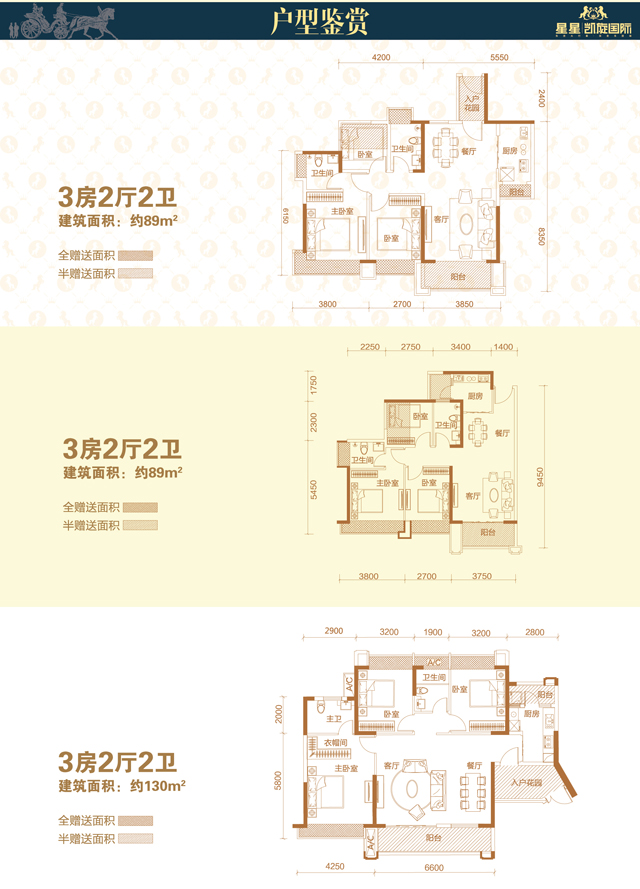 户型鉴赏
星星 凯庭国际
4200 5550
2400
入户
花园
卧室
卫生间
餐厅
厨房
卫生间
阳台
6150
主卧室
卧室
客厅
8350
阳台
3800 2700 3850
3房2厅2卫
建筑面积：约89m²
全赠送面积
半赠送面积
2250 2750 3400 1400
1750
厨房
2300
卧室
卫生间
餐厅
卫生间
5450
主卧室
卧室
客厅
9450
阳台
3800 2700 3750
3房2厅2卫
建筑面积：约89m²
全赠送面积
半赠送面积
2900 3200 1900 3200 2800
A/C
A/C
卫生间
卧室
卧室
阳台
厨房
2000
主卫
衣帽间
主卧室
客厅
餐厅
入户花园
5800
A/C
阳台
4250 6600
3房2厅2卫
建筑面积：约130m²
全赠送面积
半赠送面积